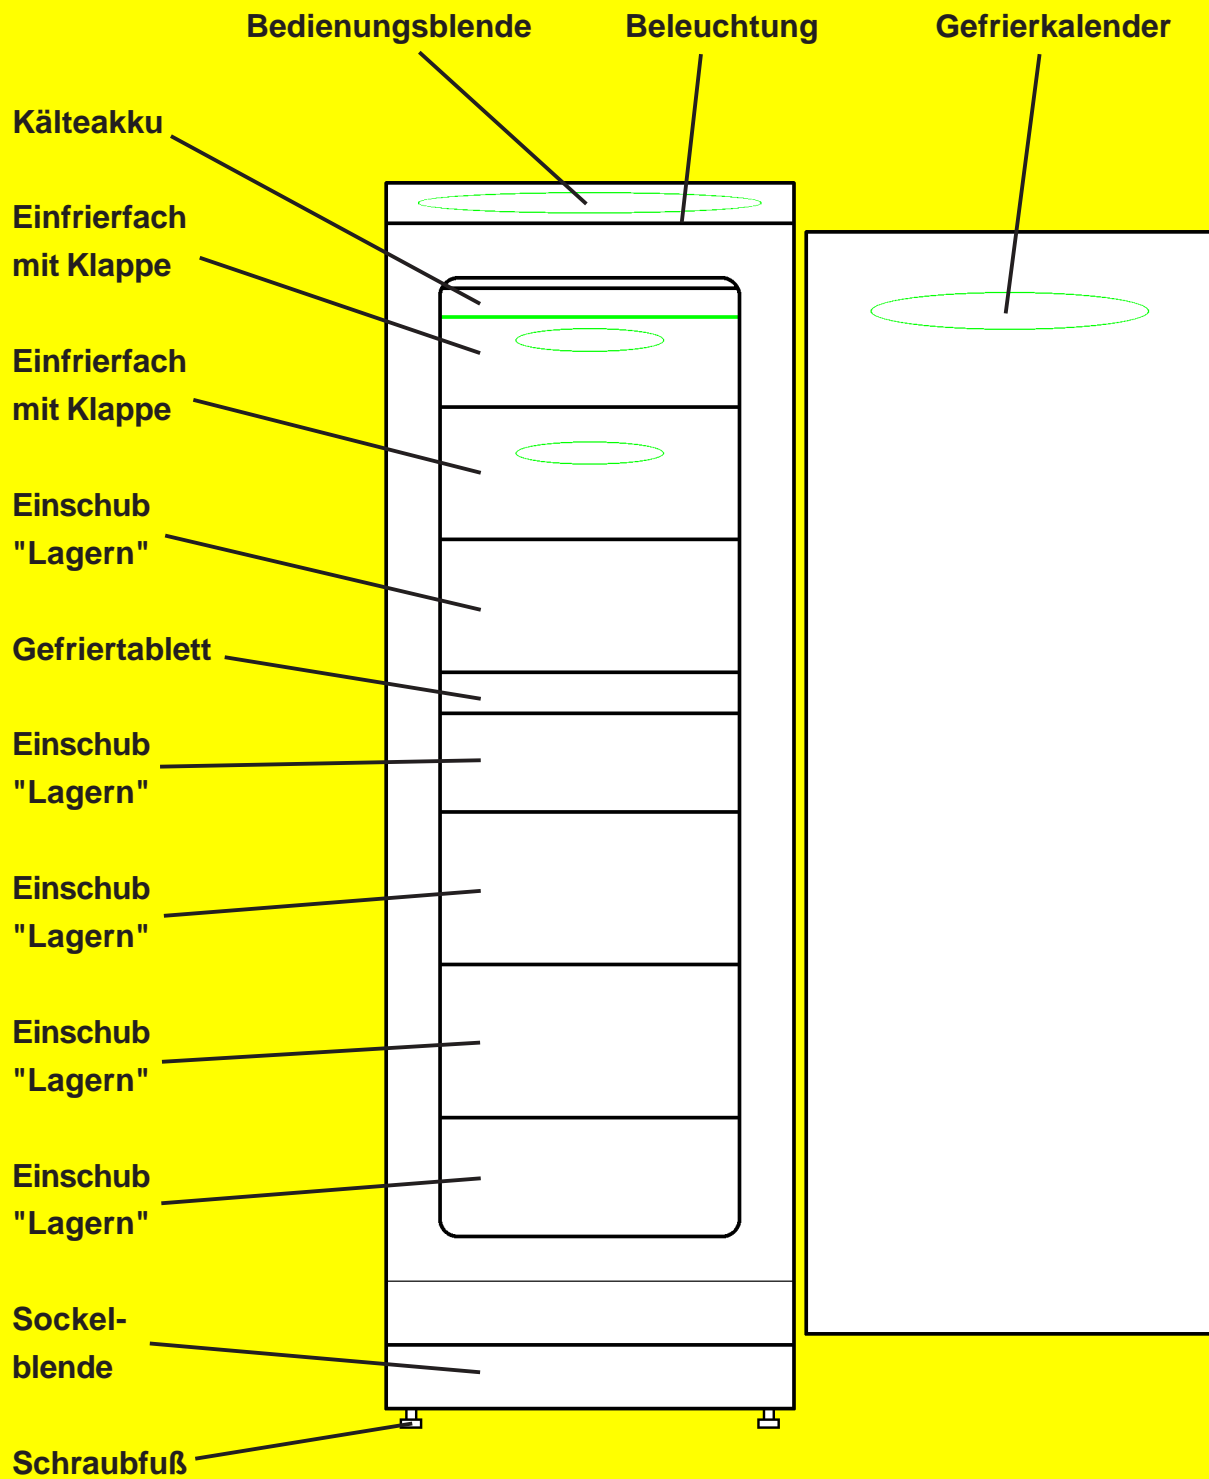 Bedienungsblende
Beleuchtung
Gefrierkalender
Kälteakku
Einfrierfach
mit Klappe
Einfrierfach
mit Klappe
Einschub
"Lagern"
Gefriertablett
Einschub
"Lagern"
Einschub
"Lagern"
Einschub
"Lagern"
Einschub
"Lagern"
Sockel-
blende
Schraubfuß